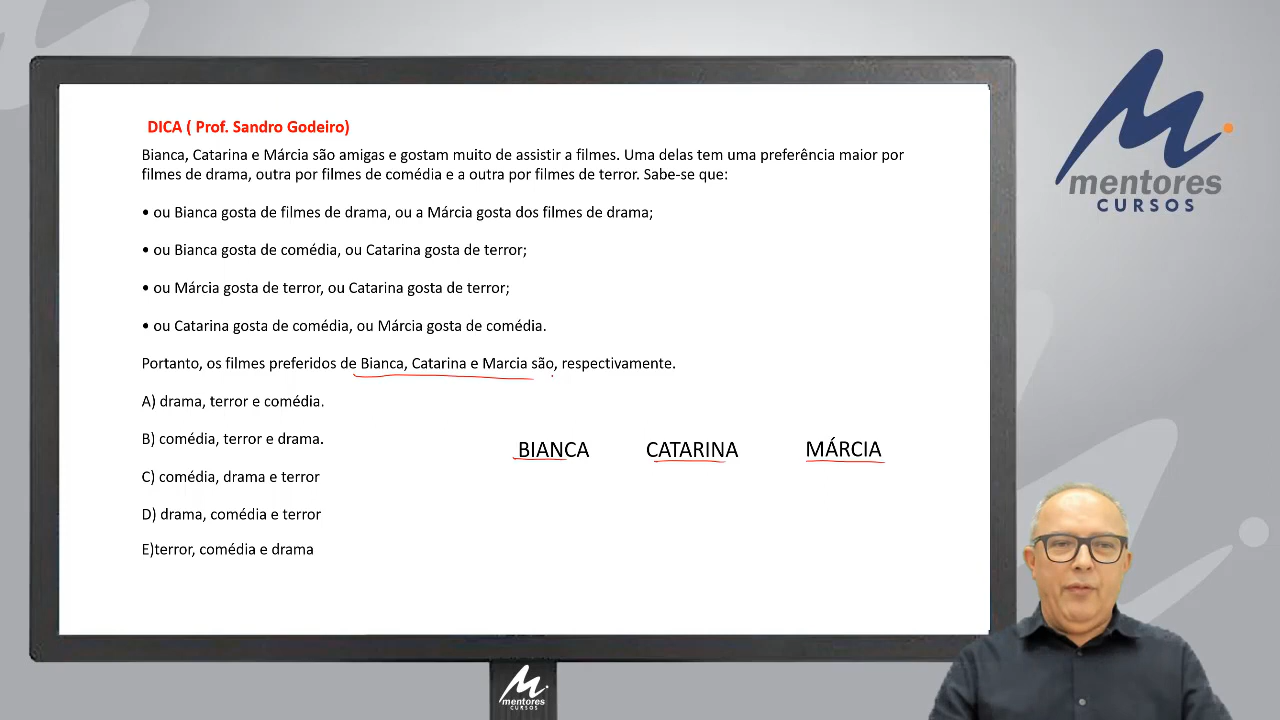 DICA ( Prof. Sandro Godeiro)
Bianca, Catarina e Márcia são amigas e gostam muito de assistir a filmes. Uma delas tem uma preferência maior por
filmes de drama, outra por filmes de comédia e a outra por filmes de terror. Sabe-se que:
• ou Bianca gosta de filmes de drama, ou a Márcia gosta dos filmes de drama;
• ou Bianca gosta de comédia, ou Catarina gosta de terror;
• ou Márcia gosta de terror, ou Catarina gosta de terror;
• ou Catarina gosta de comédia, ou Márcia gosta de comédia.
Portanto, os filmes preferidos de Bianca, Catarina e Marcia são, respectivamente.
A) drama, terror e comédia.
B) comédia, terror e drama.
C) comédia, drama e terror
D) drama, comédia e terror
E)terror, comédia e drama
BIANCA CATARINA MÁRCIA
mentores
CURSOS
mentores
CURSOS